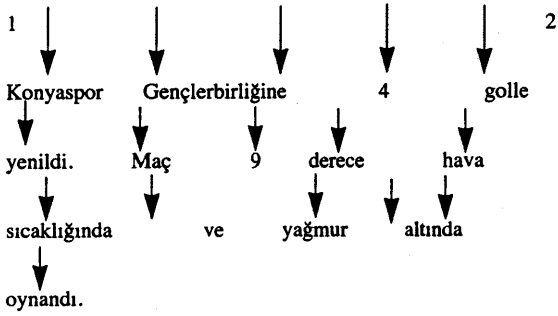 1 2
Konyaspor Gençlerbirliğine 4 golle
yenildi. Maç 9 derece hava
sıcaklığında ve yağmur altında
oynandı.